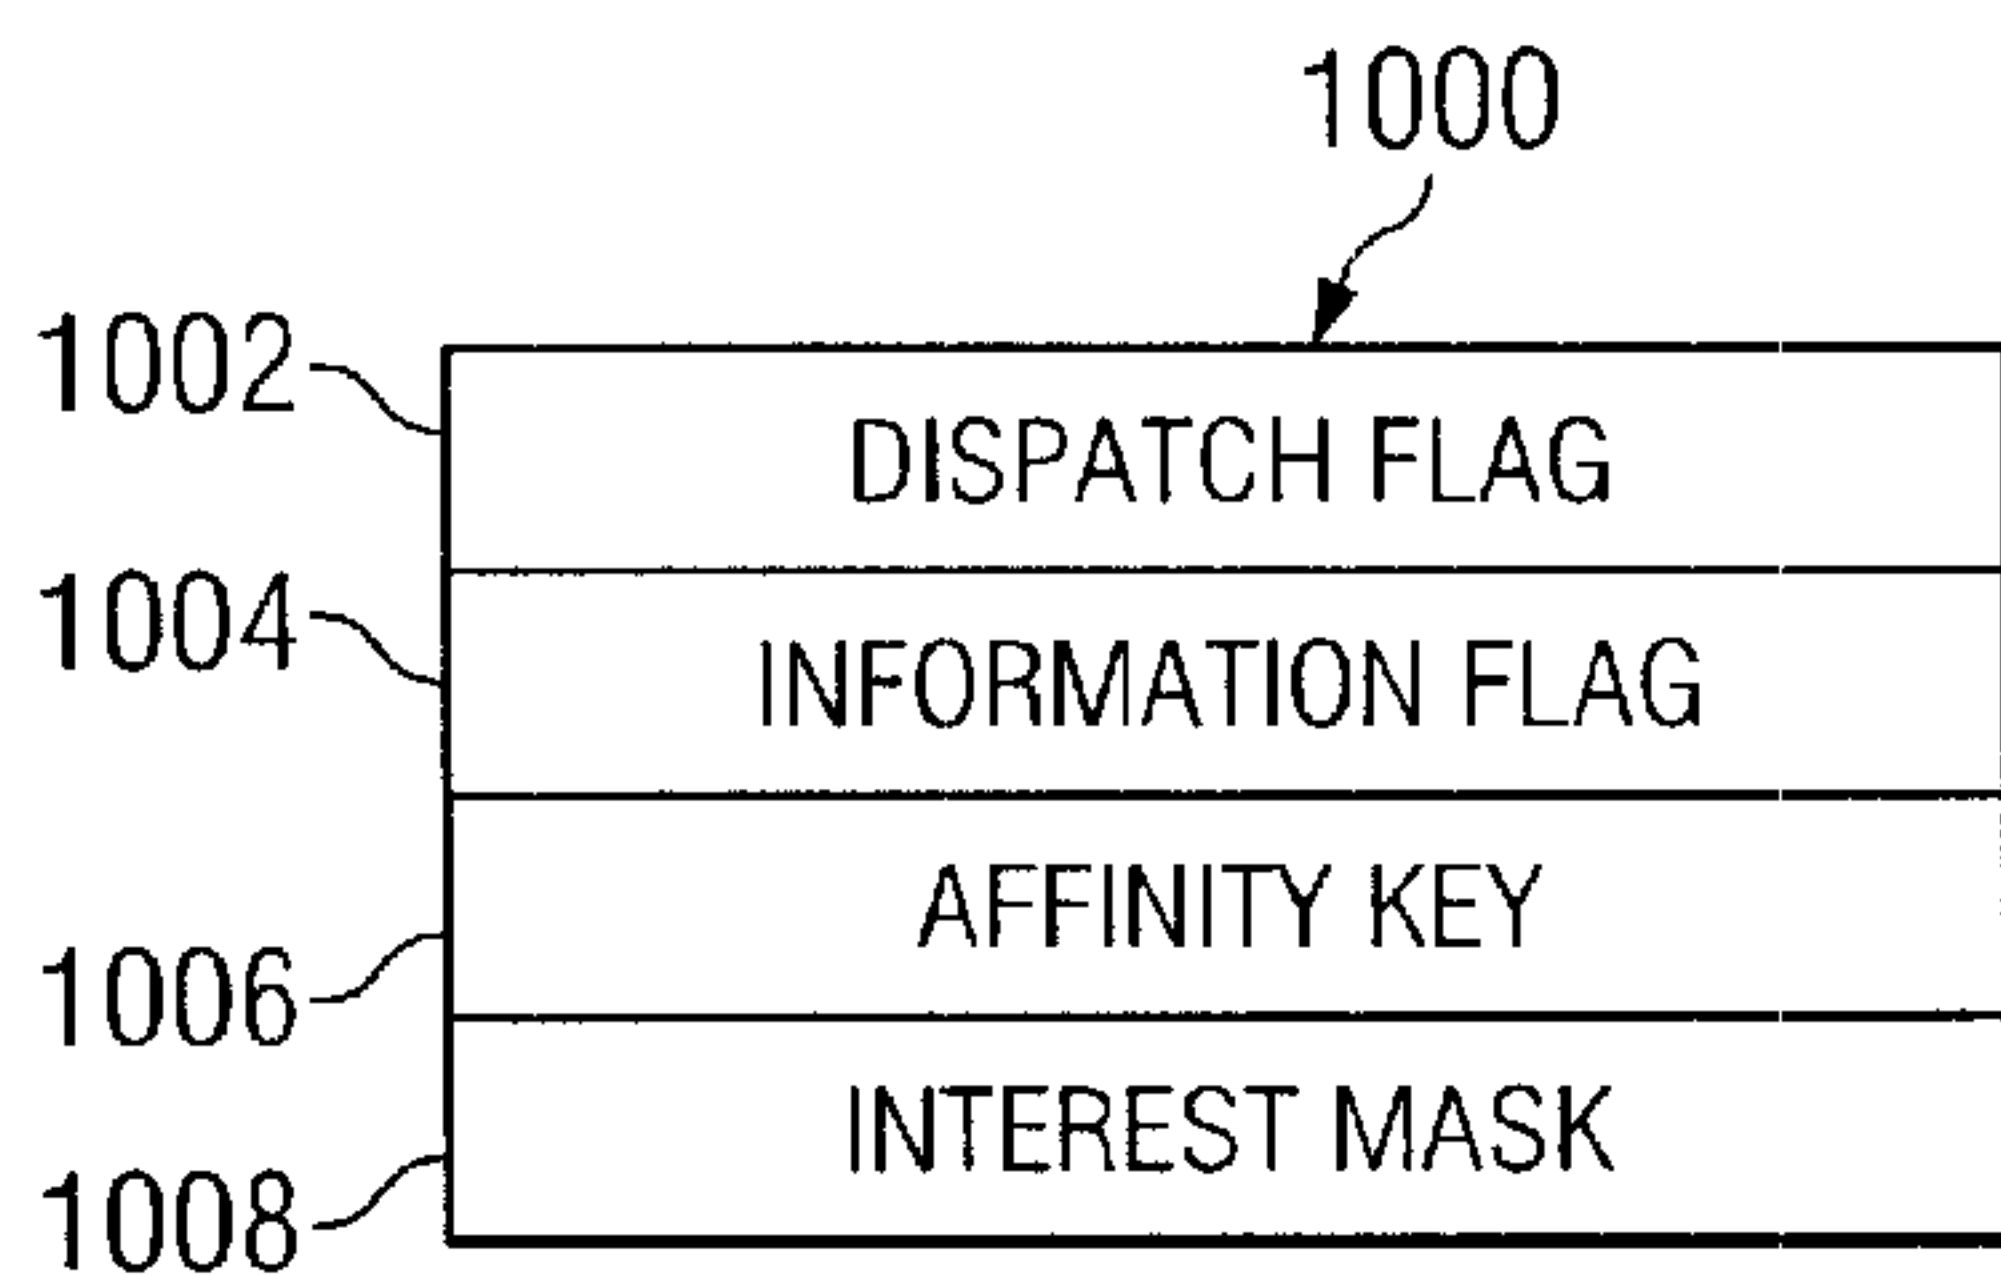 1000
1002 DISPATCH FLAG
1004 INFORMATION FLAG
AFFINITY KEY
1006
INTEREST MASK
1008